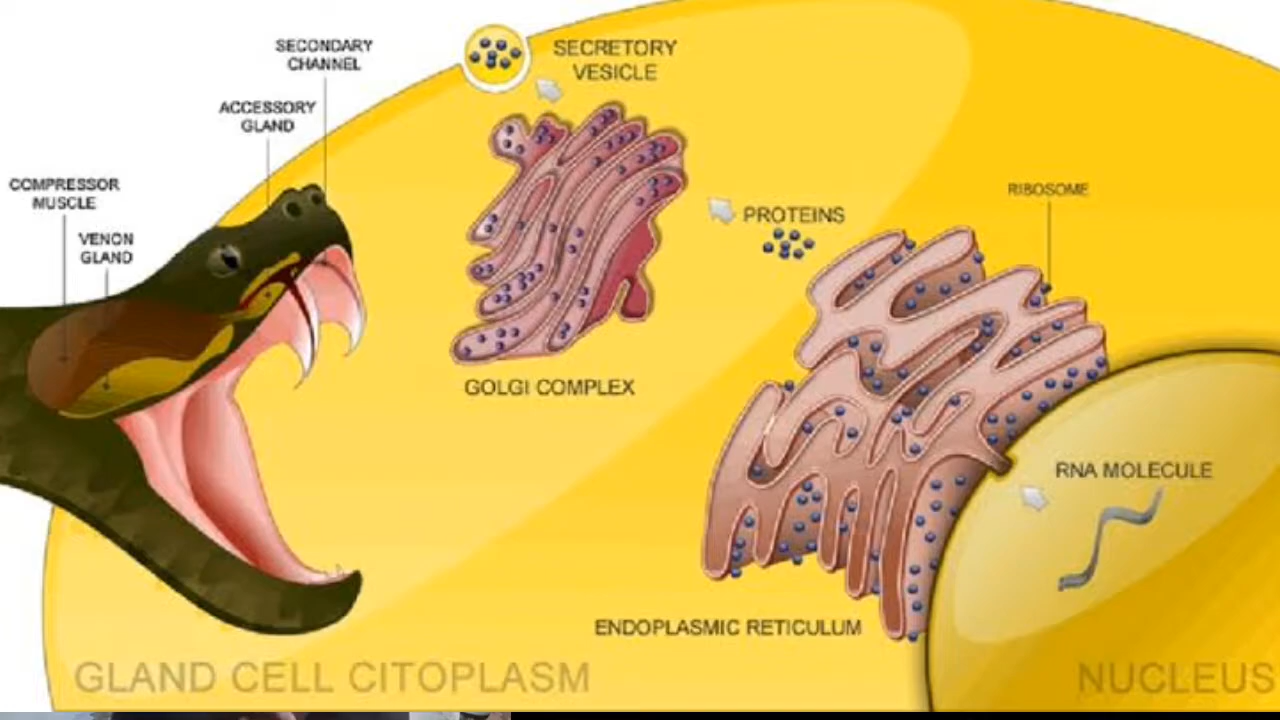 SECONDARY
CHANNEL
ACCESSORY
GLAND
COMPRESSOR
MUSCLE
VENON
GLAND
SECRETORY
VESICLE
GOLGI COMPLEX
PROTEINS
RIBOSOME
ENDOPLASMIC RETICULUM
RNA MOLECULE
GLAND CELL CITOPLASM
NUCLEUS